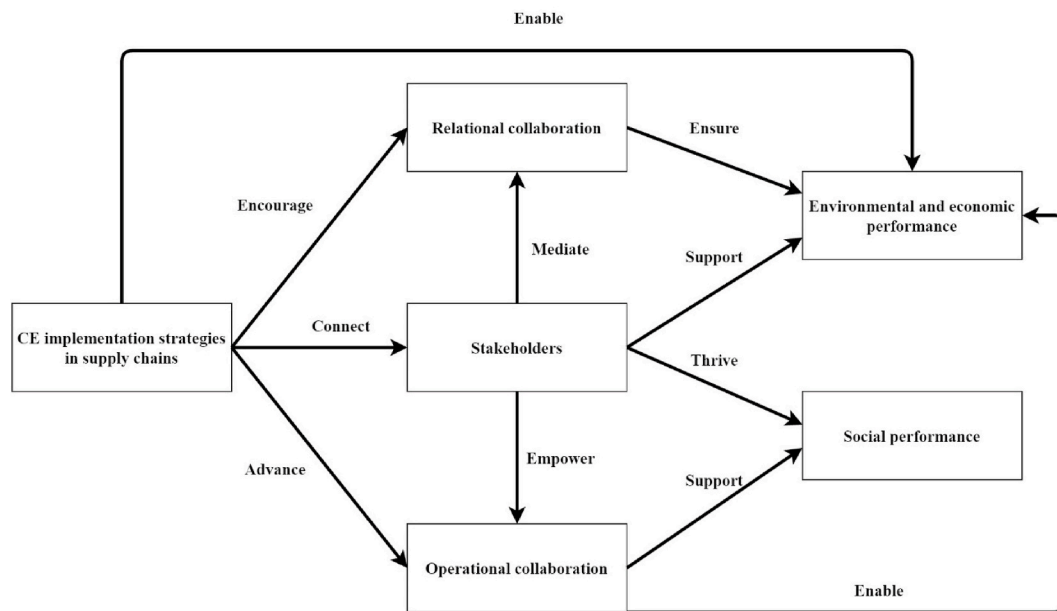 Enable
Relational collaboration
Ensure
Encourage
Environmental and economic
performance
Mediate
Support
CE implementation strategies
in supply chains
Connect
Stakeholders
Thrive
Social performance
Advance
Empower
Support
Operational collaboration
Enable